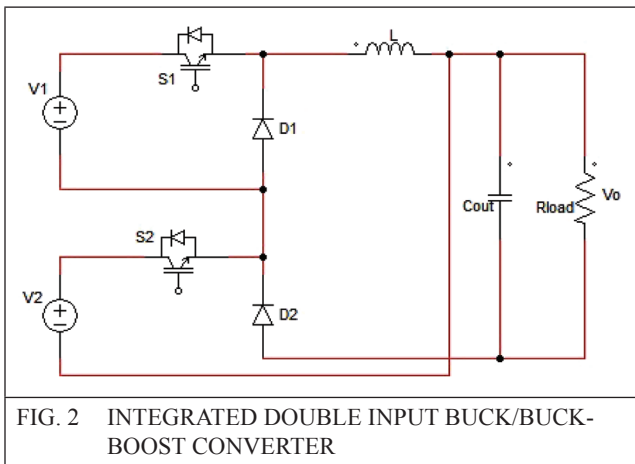 L
S1
V1
D1
Cout
Rload
Vo
S2
V2
D2
FIG. 2 INTEGRATED DOUBLE INPUT BUCK/BUCK-
BOOST CONVERTER